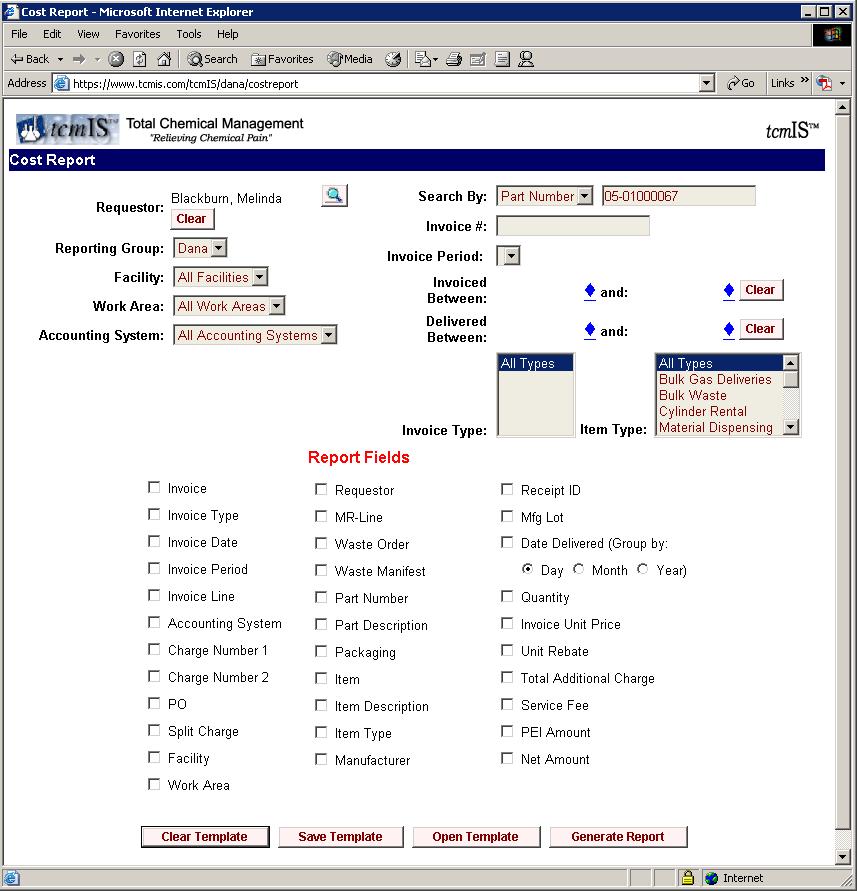 Cost Report - Microsoft Internet Explorer
File Edit View Favorites Tools Help
Back Search Favorites Media
Address https://www.tcmis.com/tcmIS/dana/costreport Go Links »
tcmIS™ Total Chemical Management
"Relieving Chemical Pain"
tcmIS™
Cost Report
Requestor: Blackburn, Melinda
Clear
Reporting Group: Dana
Facility: All Facilities
Work Area: All Work Areas
Accounting System: All Accounting Systems
Search By: Part Number 05-01000067
Invoice #:
Invoice Period:
Invoiced Between: and: Clear
Delivered Between: and: Clear
Invoice Type: All Types
Item Type: All Types
Bulk Gas Deliveries
Bulk Waste
Cylinder Rental
Material Dispensing
Report Fields
Invoice
Invoice Type
Invoice Date
Invoice Period
Invoice Line
Accounting System
Charge Number 1
Charge Number 2
PO
Split Charge
Facility
Work Area
Requestor
MR-Line
Waste Order
Waste Manifest
Part Number
Part Description
Packaging
Item
Item Description
Item Type
Manufacturer
Receipt ID
Mfg Lot
Date Delivered (Group by:
Day Month Year)
Quantity
Invoice Unit Price
Unit Rebate
Total Additional Charge
Service Fee
PEI Amount
Net Amount
Clear Template Save Template Open Template Generate Report
Internet